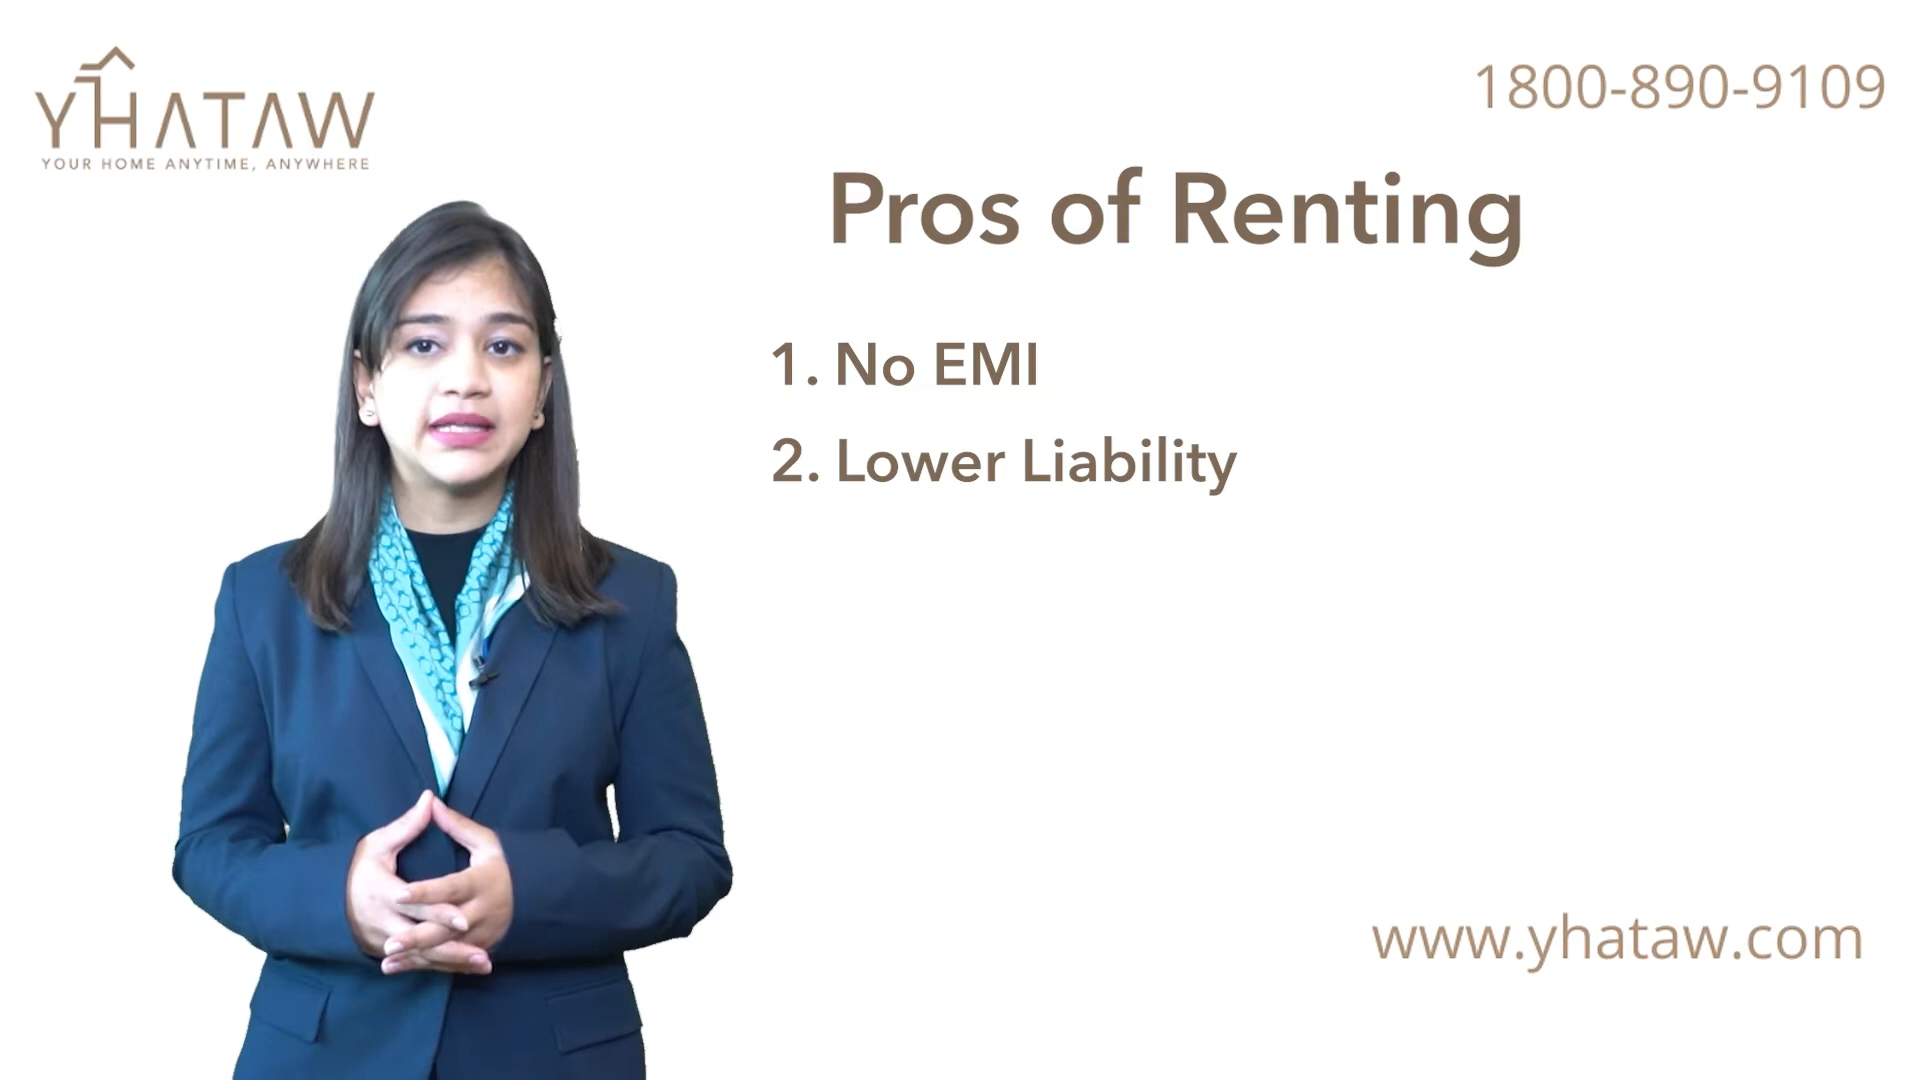 YHATAW
YOUR HOME ANYTIME, ANYWHERE
1800-890-9109
Pros of Renting
1. No EMI
2. Lower Liability
www.yhataw.com